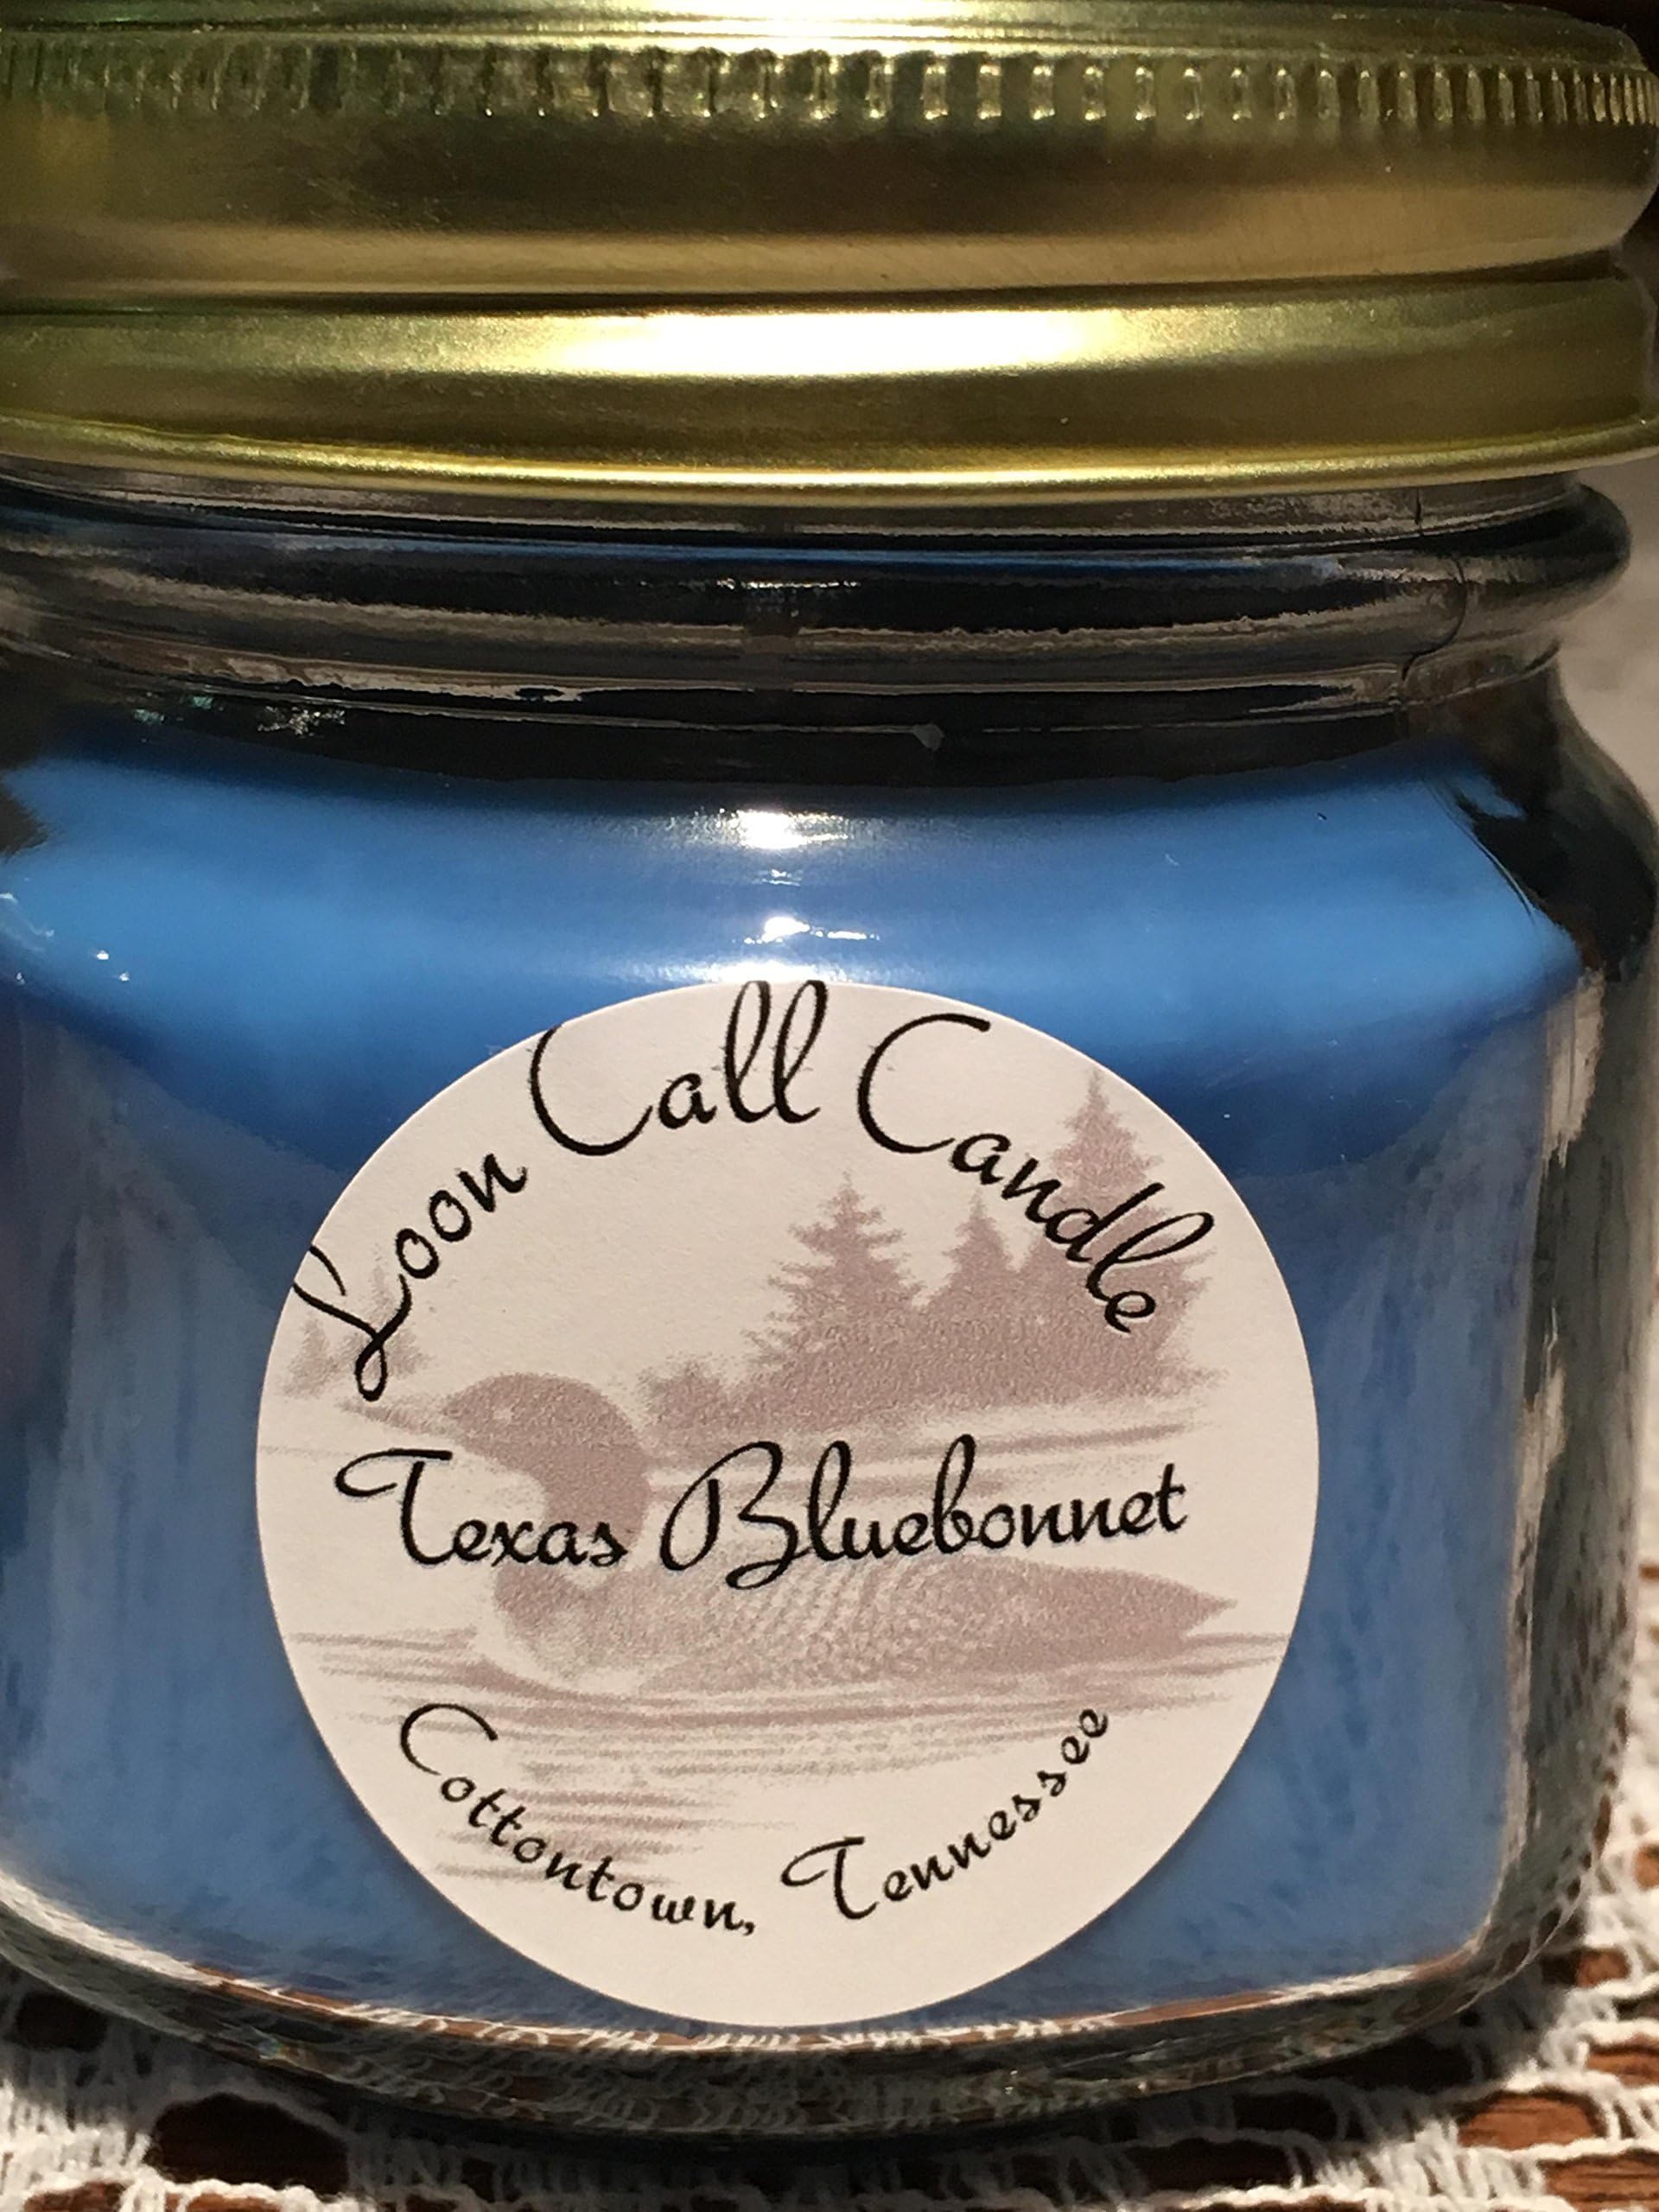 Loon Call Candle
Texas Bluebonnet
Cottontown, Tennessee